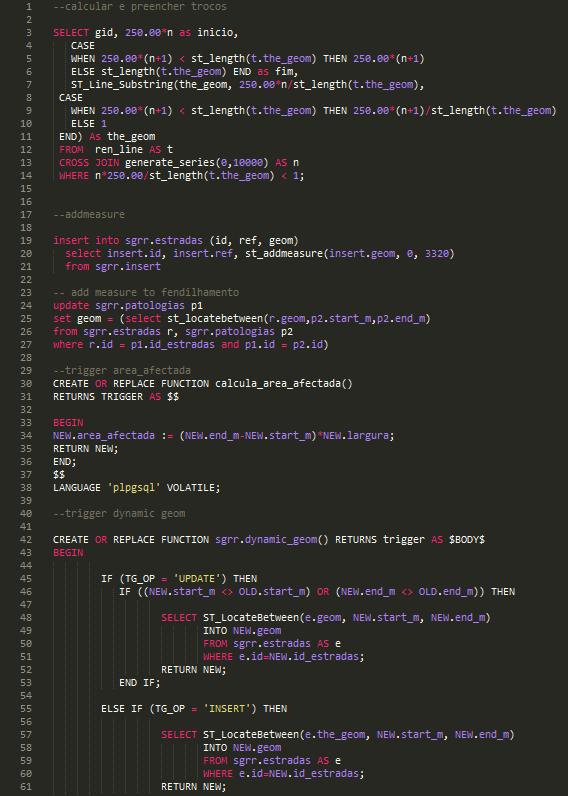 1 --calcular e preencher trocos
2
3 SELECT gid, 250.00*n as inicio,
4 CASE
5 WHEN 250.00*(n+1) < st_length(t.the_geom) THEN 250.00*(n+1)
6 ELSE st_length(t.the_geom) END as fim,
7 ST_Line_Substring(the_geom, 250.00*n/st_length(t.the_geom),
8 CASE
9 WHEN 250.00*(n+1) < st_length(t.the_geom) THEN 250.00*(n+1)/st_length(t.the_geom)
10 ELSE 1
11 END) As the_geom
12 FROM ren_line AS t
13 CROSS JOIN generate_series(0,10000) AS n
14 WHERE n*250.00/st_length(t.the_geom) < 1;
15
16
17 --addmeasure
18
19 insert into sgrr.estradas (id, ref, geom)
20 select insert.id, insert.ref, st_addmeasure(insert.geom, 0, 3320)
21 from sgrr.insert
22
23 -- add measure to fendilhamento
24 update sgrr.patologias p1
25 set geom = (select st_locatebetween(r.geom,p2.start_m,p2.end_m)
26 from sgrr.estradas r, sgrr.patologias p2
27 where r.id = p1.id_estradas and p1.id = p2.id)
28
29 --trigger area_afectada
30 CREATE OR REPLACE FUNCTION calcula_area_afectada()
31 RETURNS TRIGGER AS $$
32
33 BEGIN
34 NEW.area_afectada := (NEW.end_m-NEW.start_m)*NEW.largura;
35 RETURN NEW;
36 END;
37 $$
38 LANGUAGE 'plpgsql' VOLATILE;
39
40 --trigger dynamic geom
41
42 CREATE OR REPLACE FUNCTION sgrr.dynamic_geom() RETURNS trigger AS $BODY$
43 BEGIN
44
45 IF (TG_OP = 'UPDATE') THEN
46 IF ((NEW.start_m <> OLD.start_m) OR (NEW.end_m <> OLD.end_m)) THEN
47
48 SELECT ST_LocateBetween(e.geom, NEW.start_m, NEW.end_m)
49 INTO NEW.geom
50 FROM sgrr.estradas AS e
51 WHERE e.id=NEW.id_estradas;
52 RETURN NEW;
53 END IF;
54
55 ELSE IF (TG_OP = 'INSERT') THEN
56
57 SELECT ST_LocateBetween(e.the_geom, NEW.start_m, NEW.end_m)
58 INTO NEW.geom
59 FROM sgrr.estradas AS e
60 WHERE e.id=NEW.id_estradas;
61 RETURN NEW;